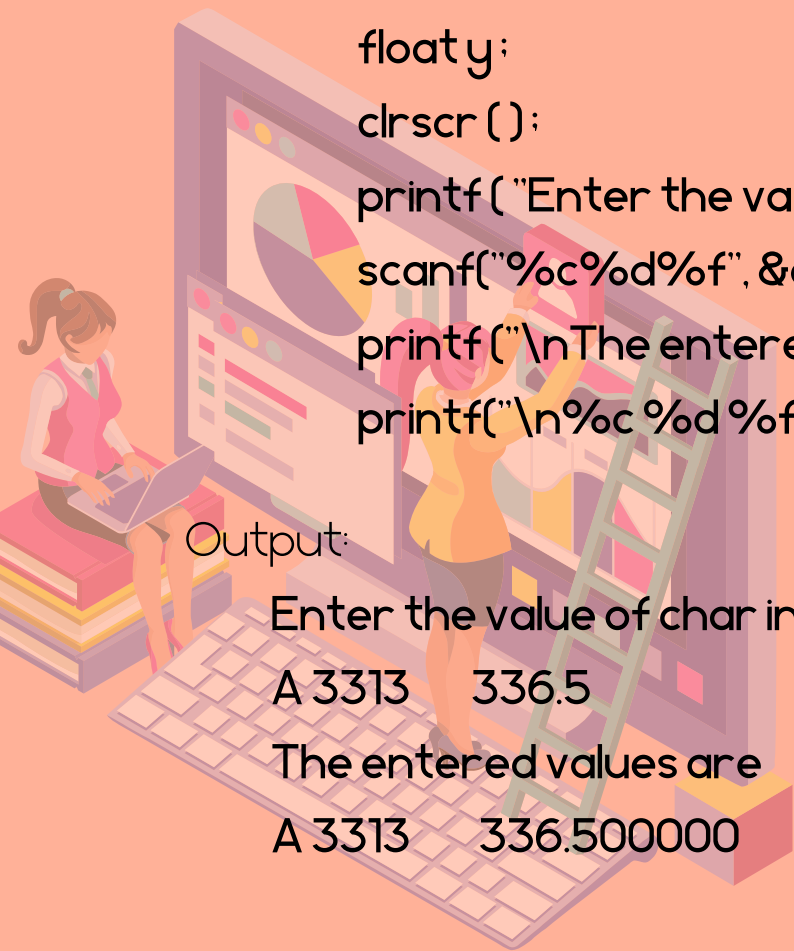 float y ;
clrscr ( ) ;
printf ( ”Enter the va
scanf(”%c%d%f”, &
printf (”\nThe entere
printf(”\n%c %d %f
Output:
Enter the value of char in
A 3313 336.5
The entered values are
A 3313 336.500000